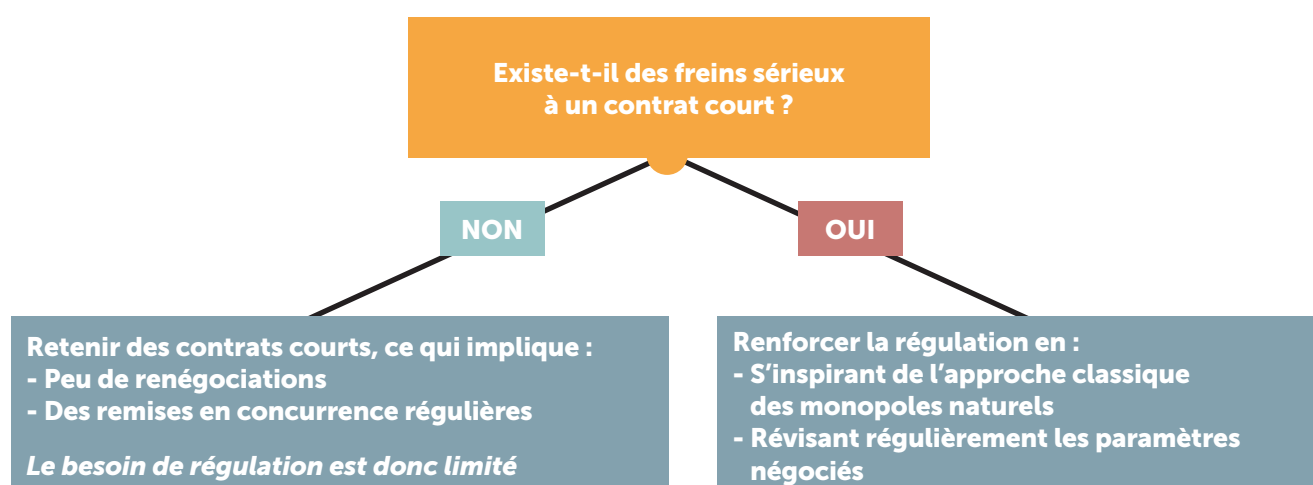 Existe-t-il des freins sérieux
à un contrat court ?
NON
OUI
Retenir des contrats courts, ce qui implique :
- Peu de renégociations
- Des remises en concurrence régulières
Le besoin de régulation est donc limité
Renforcer la régulation en :
- S’inspirant de l’approche classique
des monopoles naturels
- Révisant régulièrement les paramètres
négociés